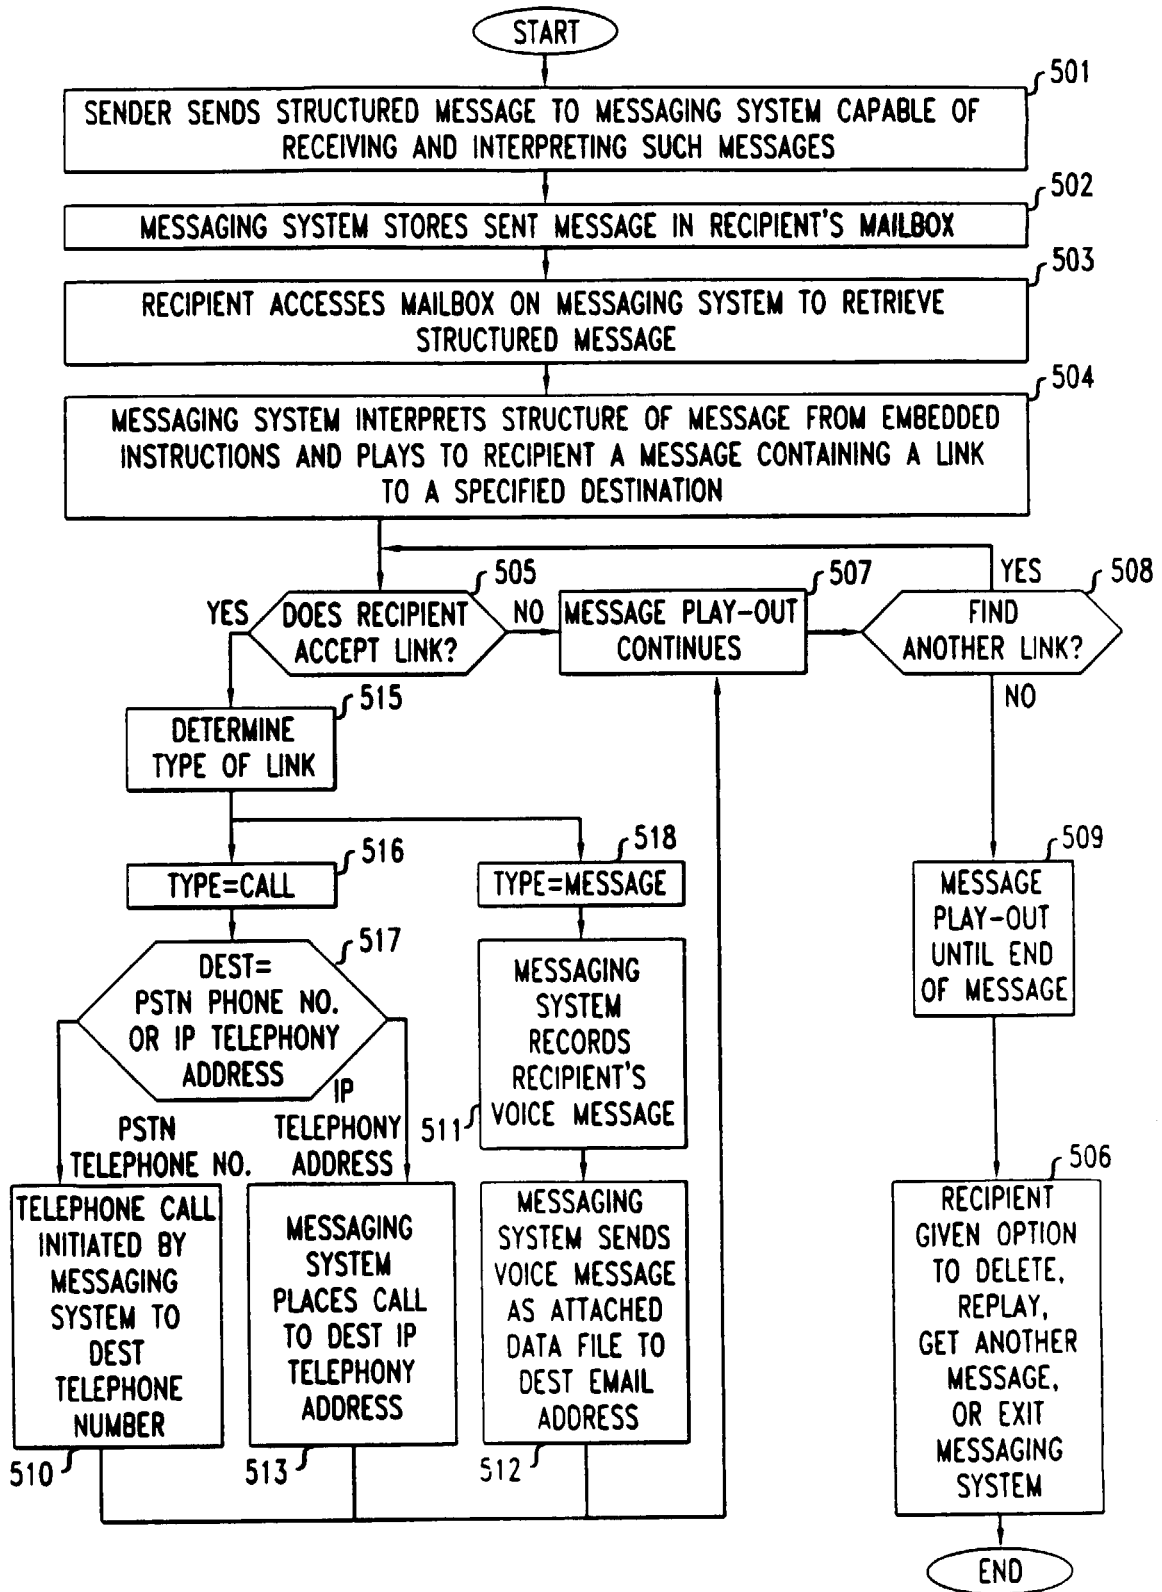 START
501
SENDER SENDS STRUCTURED MESSAGE TO MESSAGING SYSTEM CAPABLE OF
RECEIVING AND INTERPRETING SUCH MESSAGES
502
MESSAGING SYSTEM STORES SENT MESSAGE IN RECIPIENT'S MAILBOX
503
RECIPIENT ACCESSES MAILBOX ON MESSAGING SYSTEM TO RETRIEVE
STRUCTURED MESSAGE
504
MESSAGING SYSTEM INTERPRETS STRUCTURE OF MESSAGE FROM EMBEDDED
INSTRUCTIONS AND PLAYS TO RECIPIENT A MESSAGE CONTAINING A LINK
TO A SPECIFIED DESTINATION
505
DOES RECIPIENT
ACCEPT LINK?
YES
NO
507
MESSAGE PLAY-OUT
CONTINUES
508
YES
FIND
ANOTHER LINK?
NO
515
DETERMINE
TYPE OF LINK
516
TYPE=CALL
518
TYPE=MESSAGE
509
MESSAGE
PLAY-OUT
UNTIL END
OF MESSAGE
517
DEST=
PSTN PHONE NO.
OR IP TELEPHONY
ADDRESS
PSTN
TELEPHONE NO.
IP
TELEPHONY
ADDRESS
MESSAGING
SYSTEM
RECORDS
RECIPIENT'S
VOICE MESSAGE
511
TELEPHONE CALL
INITIATED BY
MESSAGING
SYSTEM TO
DEST
TELEPHONE
NUMBER
510
MESSAGING
SYSTEM
PLACES CALL
TO DEST IP
TELEPHONY
ADDRESS
513
MESSAGING
SYSTEM SENDS
VOICE MESSAGE
AS ATTACHED
DATA FILE TO
DEST EMAIL
ADDRESS
512
506
RECIPIENT
GIVEN OPTION
TO DELETE,
REPLAY,
GET ANOTHER
MESSAGE,
OR EXIT
MESSAGING
SYSTEM
END